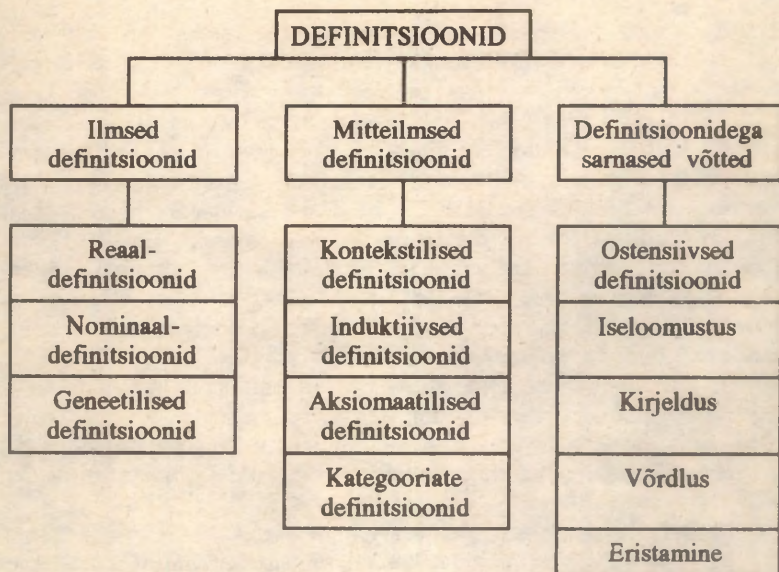 DEFINITSIOONID
Ilmsed
definitsioonid
Mitteilmsed
definitsioonid
Definitsioonidega
sarnased võtted
Reaal-
definitsioonid
Nominaal-
definitsioonid
Geneetilised
definitsioonid
Kontekstilised
definitsioonid
Induktiivsed
definitsioonid
Aksiomaatilised
definitsioonid
Kategooriate
definitsioonid
Ostensiivsed
definitsioonid
Iseloomustus
Kirjeldus
Võrdlus
Eristamine